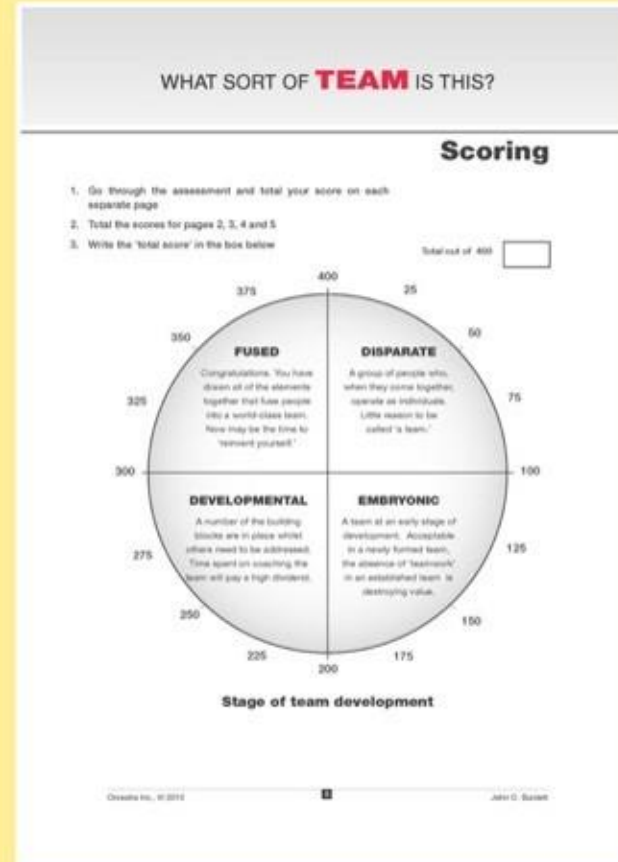 WHAT SORT OF TEAM IS THIS?
Scoring
1. Go through the assessment and total your score on each
separate page
2. Total the scores for pages 2, 3, 4 and 5
3. Write the 'total score' in the box below
Total out of 400
400
375
25
350
50
FUSED
Congratulations. You have
drawn all of the elements
together that fuse people
into a world-class team.
Now may be the time to
'reinvent yourself.'
DISPARATE
A group of people who,
when they come together,
operate as individuals.
Little reason to be
called 'a team.'
325
75
300
100
DEVELOPMENTAL
A number of the building
blocks are in place whilst
others need to be addressed.
Time spent on coaching the
team will pay a high dividend.
EMBRYONIC
A team at an early stage of
development. Acceptable
in a newly formed team,
the absence of 'teamwork'
in an established team is
destroying value.
275
125
250
150
225
175
200
Stage of team development
Inc., © 2010
John O. Burdett